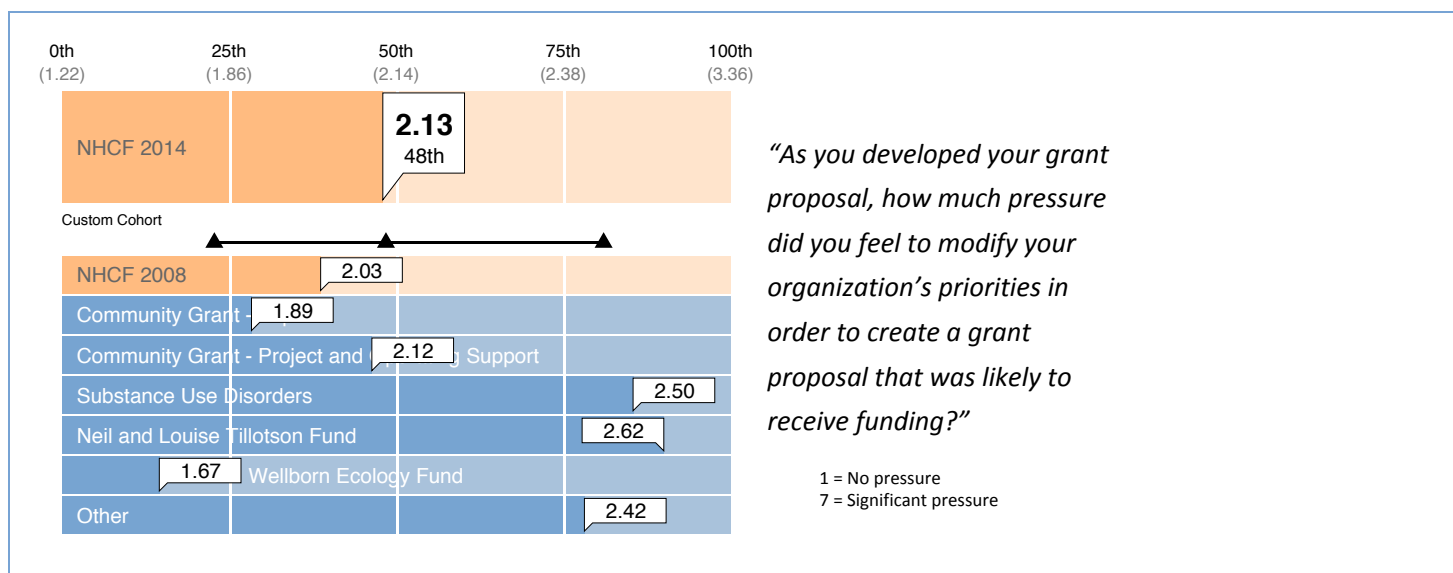 0th 25th 50th 75th 100th
(1.22) (1.86) (2.14) (2.38) (3.36)
NHCF 2014
2.13
48th
Custom Cohort
NHCF 2008 2.03
Community Grant - 1.89
Community Grant - Project and 2.12 Support
Substance Use Disorders 2.50
Neil and Louise Tillotson Fund 2.62
1.67 Wellborn Ecology Fund
Other 2.42
“As you developed your grant
proposal, how much pressure
did you feel to modify your
organization’s priorities in
order to create a grant
proposal that was likely to
receive funding?”
1 = No pressure
7 = Significant pressure